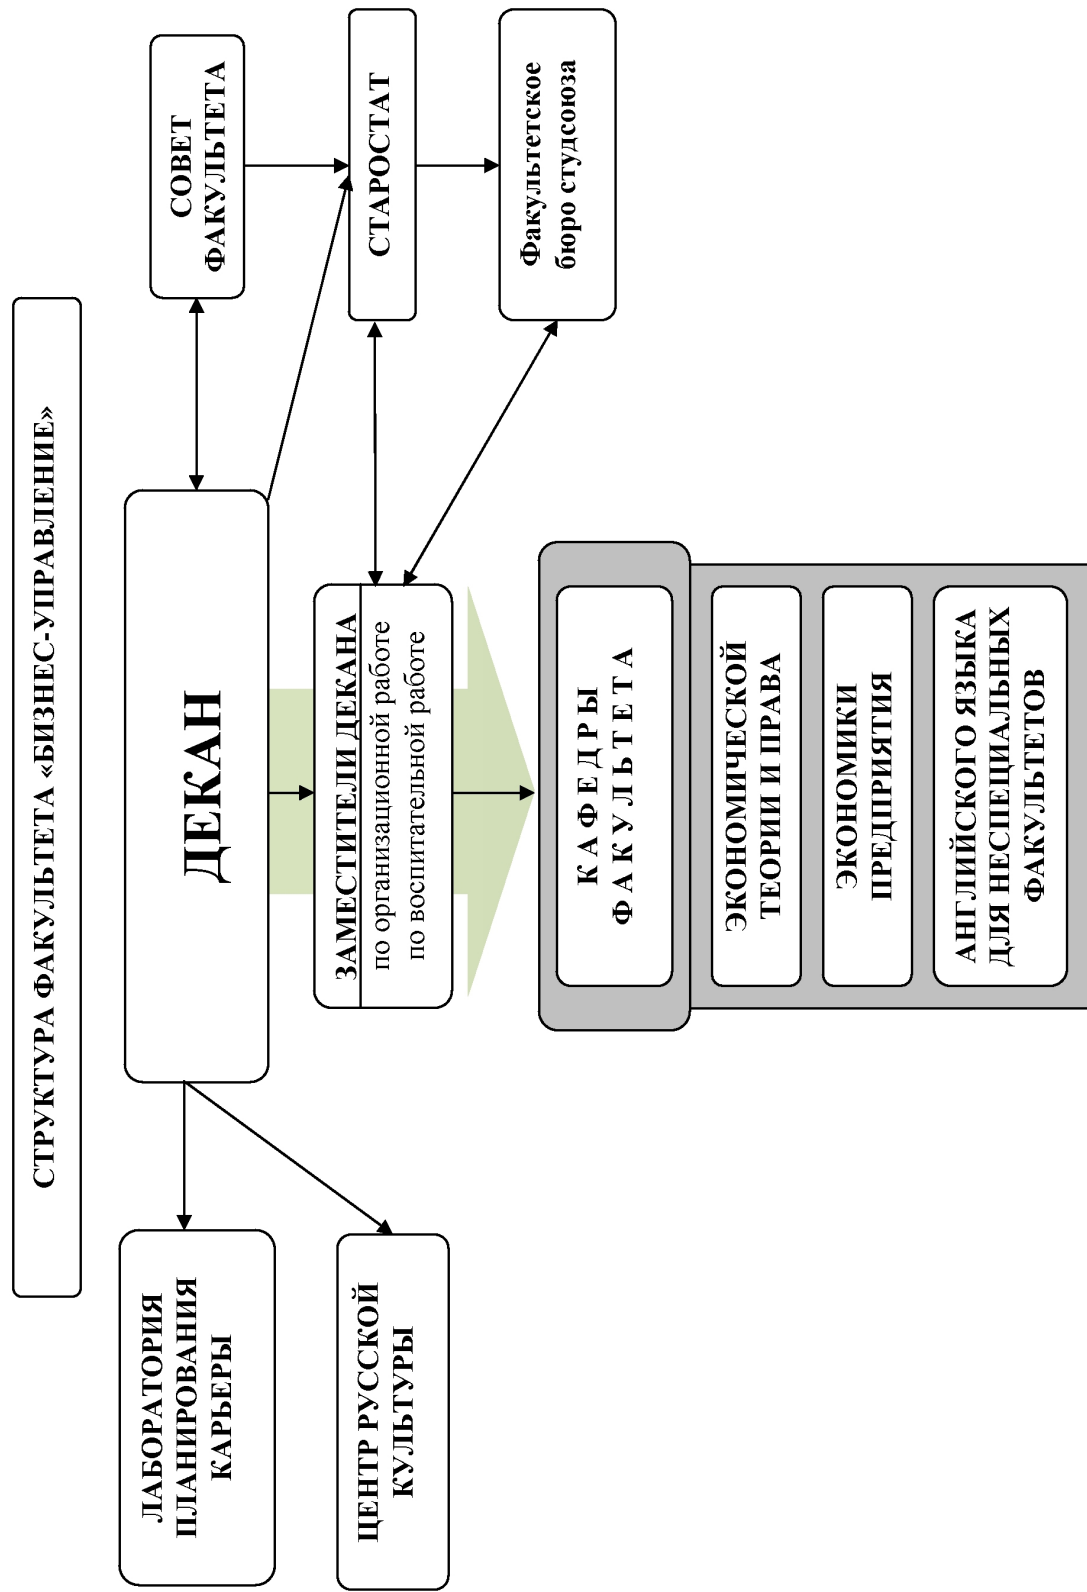 СТРУКТУРА ФАКУЛЬТЕТА «БИЗНЕС-УПРАВЛЕНИЕ»
ЛАБОРАТОРИЯ
ПЛАНИРОВАНИЯ
КАРЬЕРЫ
ДЕКАН
СОВЕТ
ФАКУЛЬТЕТА
ЦЕНТР РУССКОЙ
КУЛЬТУРЫ
ЗАМЕСТИТЕЛИ ДЕКАНА
по организационной работе
по воспитательной работе
СТАРОСТАТ
Факультетское
бюро студсоюза
К А Ф Е Д Р Ы
Ф А К У Л Ь Т Е Т А
ЭКОНОМИЧЕСКОЙ
ТЕОРИИ И ПРАВА
ЭКОНОМИКИ
ПРЕДПРИЯТИЯ
АНГЛИЙСКОГО ЯЗЫКА
ДЛЯ НЕСПЕЦИАЛЬНЫХ
ФАКУЛЬТЕТОВ